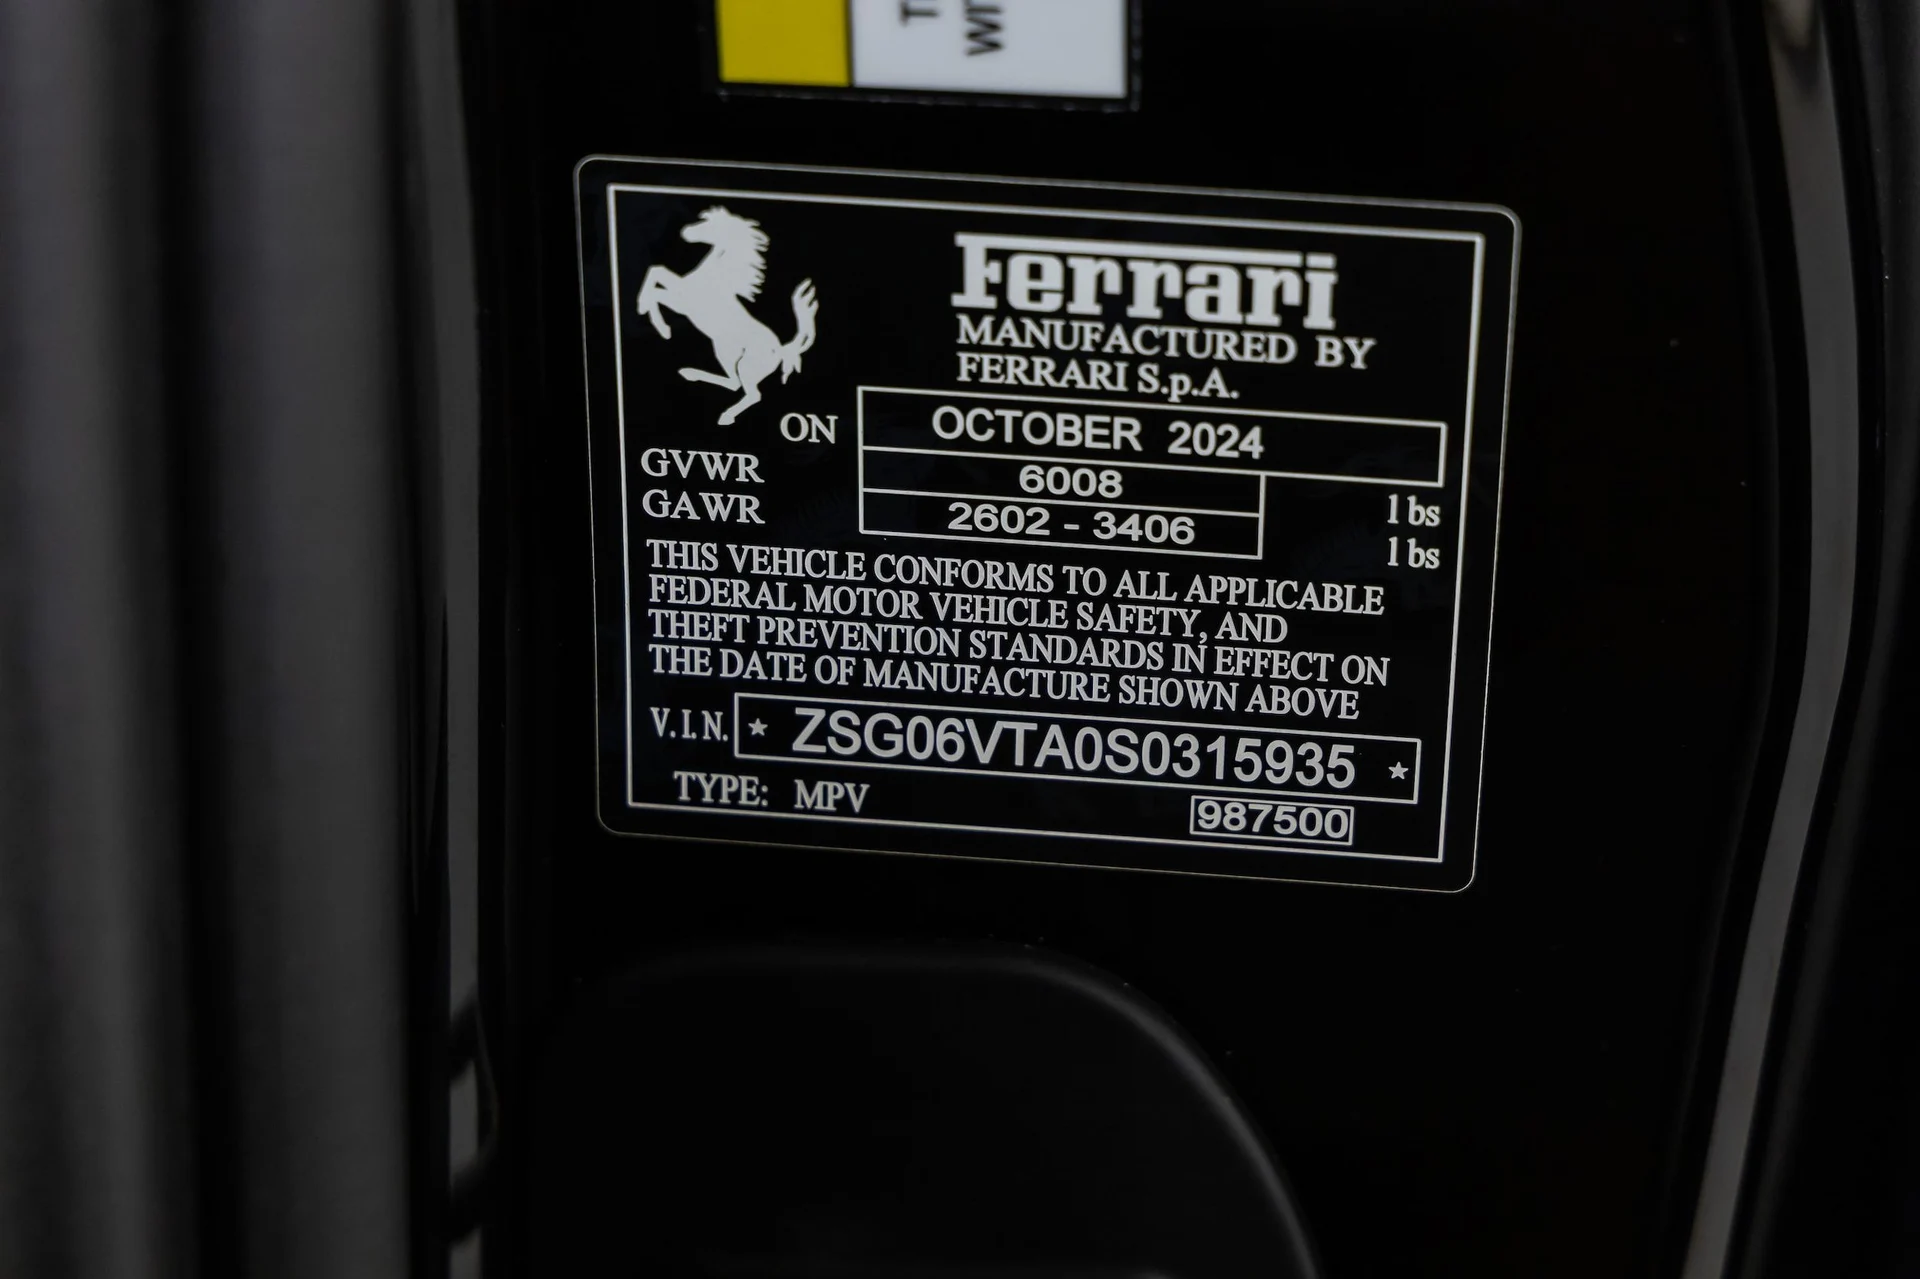 Ferrari
MANUFACTURED BY
FERRARI S.p.A.
ON OCTOBER 2024
GVWR 6008 lbs
GAWR 2602 - 3406 lbs
THIS VEHICLE CONFORMS TO ALL APPLICABLE
FEDERAL MOTOR VEHICLE SAFETY, AND
THEFT PREVENTION STANDARDS IN EFFECT ON
THE DATE OF MANUFACTURE SHOWN ABOVE
V.I.N. ★ ZSG06VTA0S0315935 ★
TYPE: MPV 987500